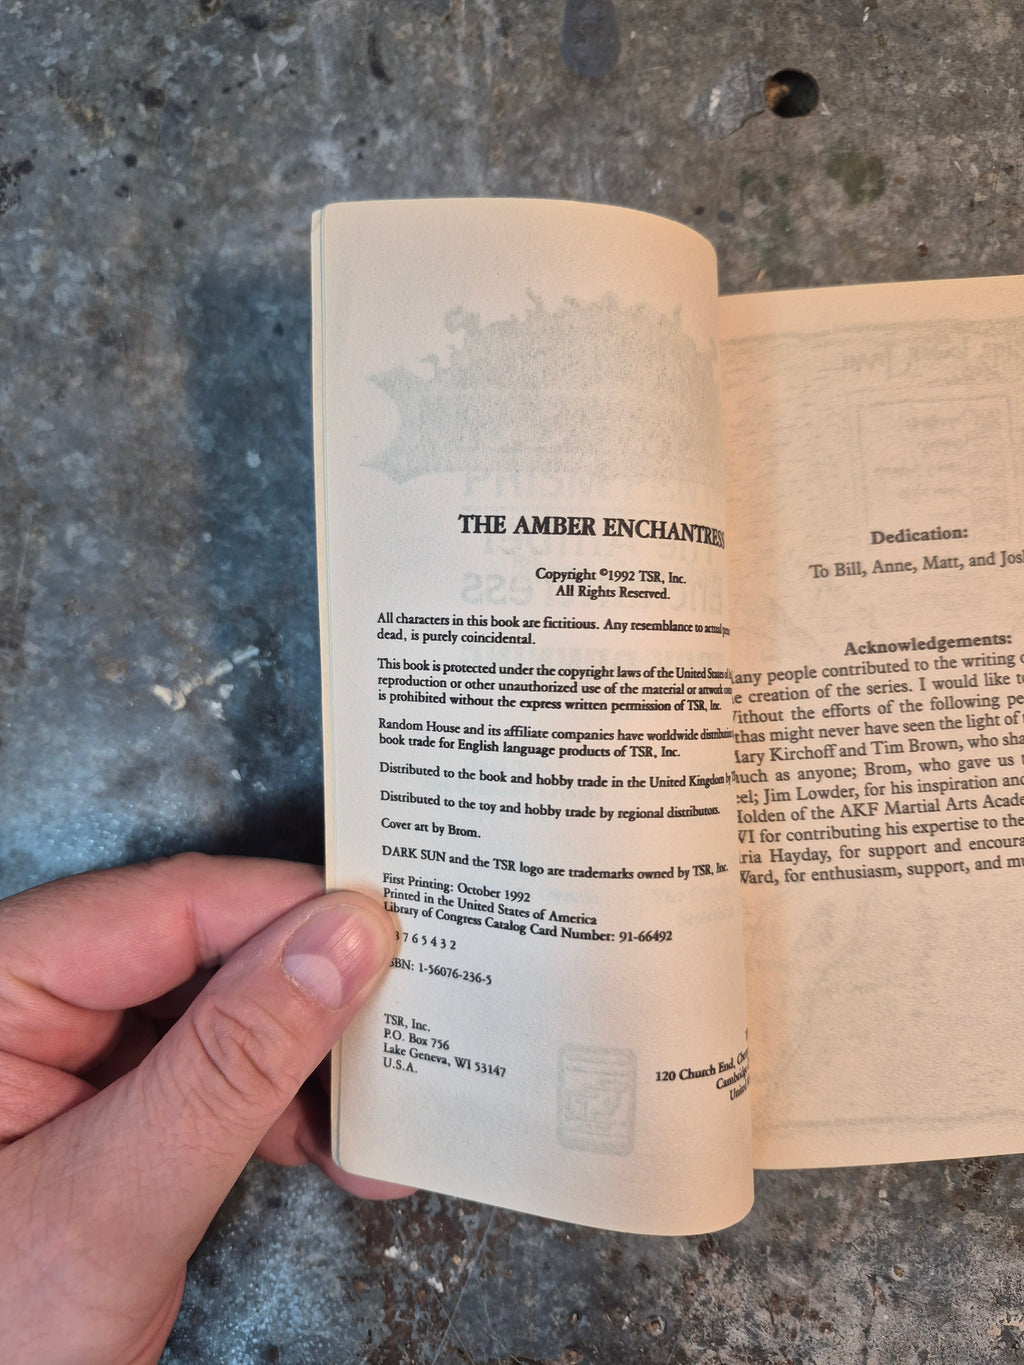 THE AMBER ENCHANTRESS
Copyright ©1992 TSR, Inc.
All Rights Reserved.
All characters in this book are fictitious. Any resemblance to actual
dead, is purely coincidental.
This book is protected under the copyright laws of the United States
reproduction or other unauthorized use of the material or artwork
is prohibited without the express written permission of TSR, Inc.
Random House and its affiliate companies have worldwide
book trade for English language products of TSR, Inc.
Distributed to the book and hobby trade in the United Kingdom
Distributed to the toy and hobby trade by regional distributors.
Cover art by Brom.
DARK SUN and the TSR logo are trademarks owned by TSR, Inc.
First Printing: October 1992
Printed in the United States of America
Library of Congress Catalog Card Number: 91-66492
7 6 5 4 3 2
1-56076-236-5
TSR, Inc.
P.O. Box 756
Lake Geneva, WI 53147
U.S.A.
120 Church End,
Dedication:
To Bill, Anne, Matt, and
Acknowledgements:
people contributed to the writing
creation of the series. I would like
the efforts of the following
might never have seen the light of
Kirchoff and Tim Brown, who
much as anyone; Brom, who gave us
Jim Lowder, for his inspiration and
of the AKF Martial Arts
for contributing his expertise to the
Hayday, for support and
Ward, for enthusiasm, support, and